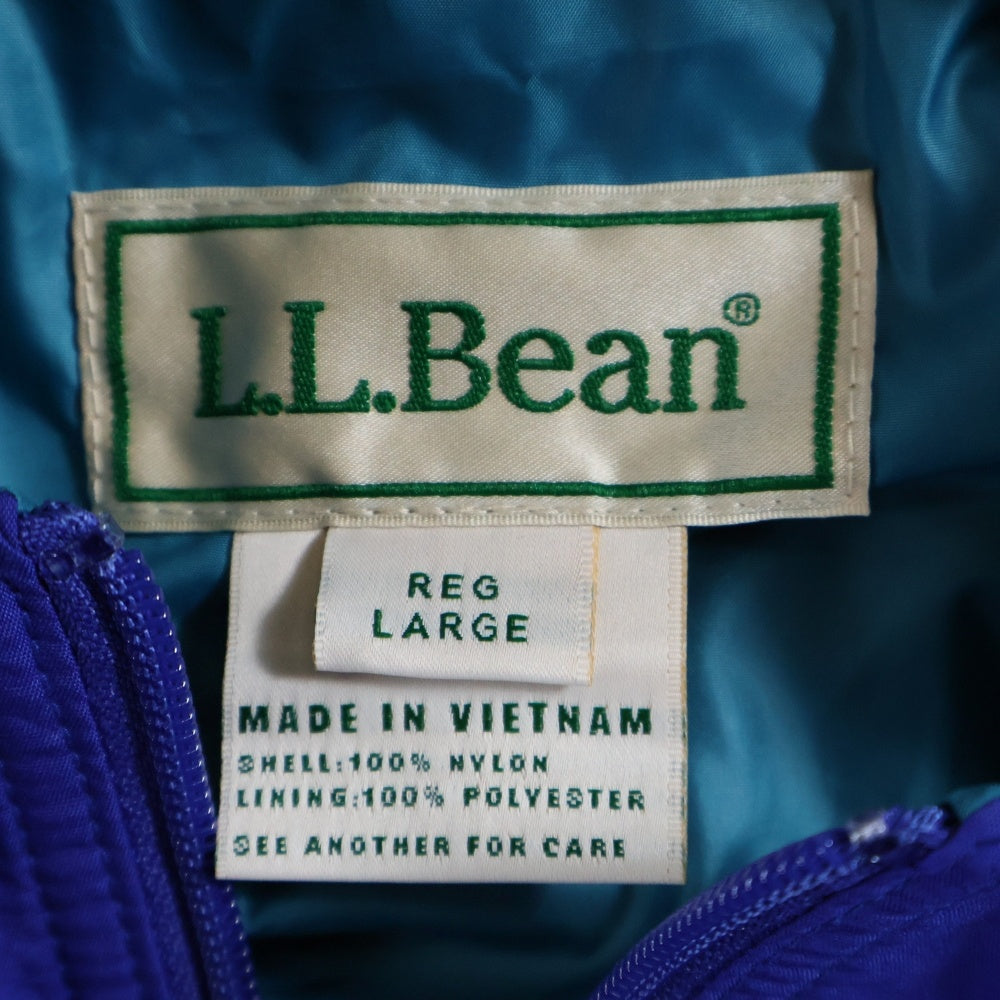 L.L.Bean®
REG
LARGE
MADE IN VIETNAM
SHELL:100% NYLON
LINING:100% POLYESTER
SEE ANOTHER FOR CARE